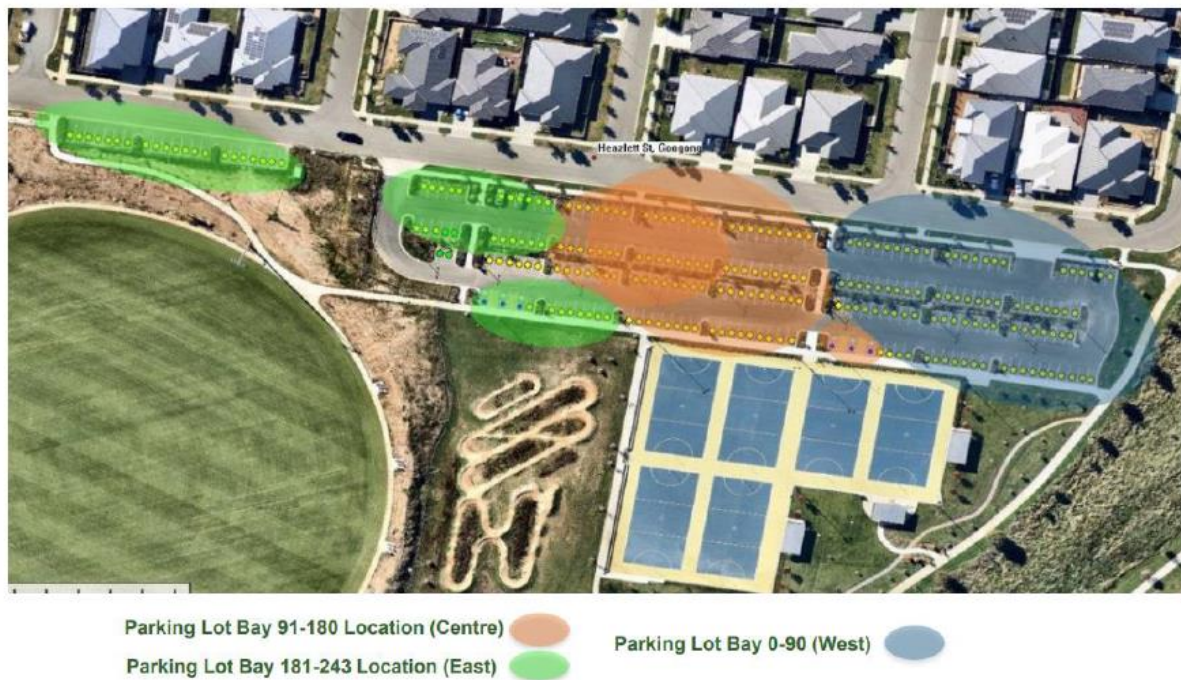 Heazlett St, Googong
Parking Lot Bay 91-180 Location (Centre)
Parking Lot Bay 0-90 (West)
Parking Lot Bay 181-243 Location (East)